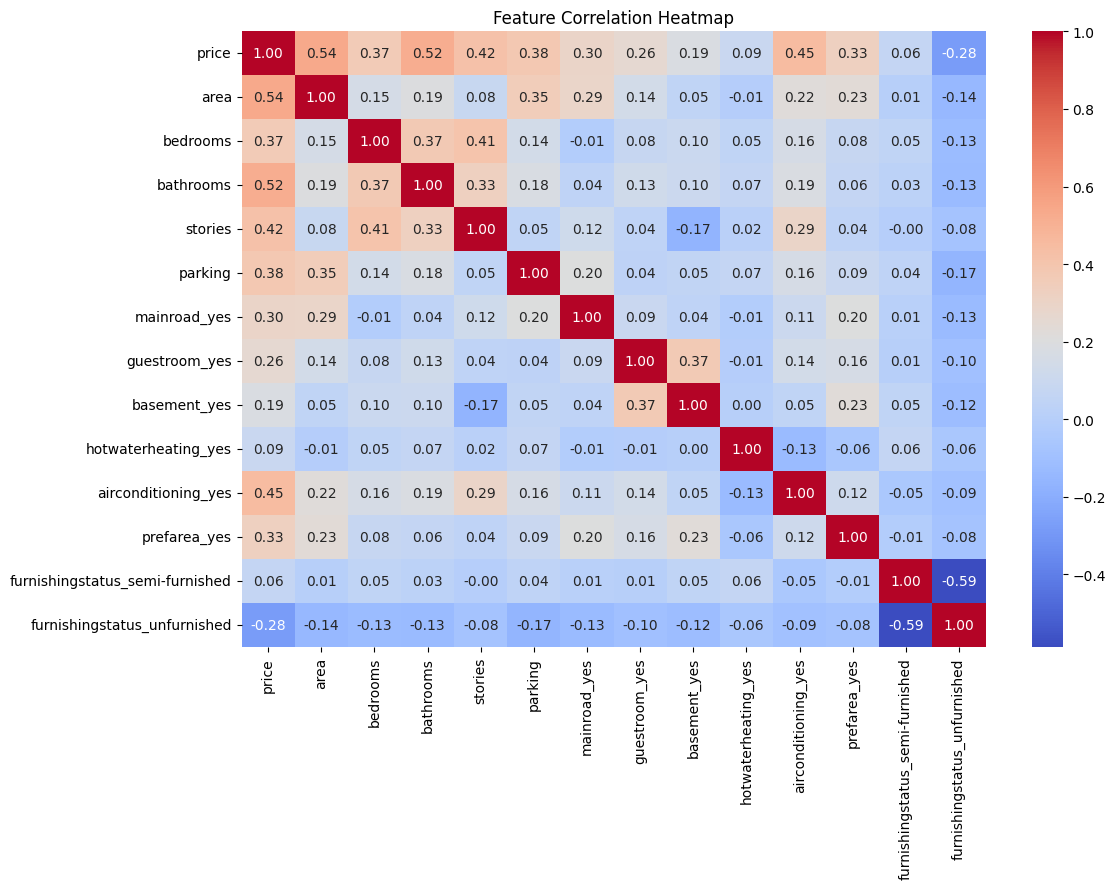 Feature Correlation Heatmap
price 1.00 0.54 0.37 0.52 0.42 0.38 0.30 0.26 0.19 0.09 0.45 0.33 0.06 -0.28
area 0.54 1.00 0.15 0.19 0.08 0.35 0.29 0.14 0.05 -0.01 0.22 0.23 0.01 -0.14
bedrooms 0.37 0.15 1.00 0.37 0.41 0.14 -0.01 0.08 0.10 0.05 0.16 0.08 0.05 -0.13
bathrooms 0.52 0.19 0.37 1.00 0.33 0.18 0.04 0.13 0.10 0.07 0.19 0.06 0.03 -0.13
stories 0.42 0.08 0.41 0.33 1.00 0.05 0.12 0.04 -0.17 0.02 0.29 0.04 -0.00 -0.08
parking 0.38 0.35 0.14 0.18 0.05 1.00 0.20 0.04 0.05 0.07 0.16 0.09 0.04 -0.17
mainroad_yes 0.30 0.29 -0.01 0.04 0.12 0.20 1.00 0.09 0.04 -0.01 0.11 0.20 0.01 -0.13
guestroom_yes 0.26 0.14 0.08 0.13 0.04 0.04 0.09 1.00 0.37 -0.01 0.14 0.16 0.01 -0.10
basement_yes 0.19 0.05 0.10 0.10 -0.17 0.05 0.04 0.37 1.00 0.00 0.05 0.23 0.05 -0.12
hotwaterheating_yes 0.09 -0.01 0.05 0.07 0.02 0.07 -0.01 -0.01 0.00 1.00 -0.13 -0.06 0.06 -0.06
airconditioning_yes 0.45 0.22 0.16 0.19 0.29 0.16 0.11 0.14 0.05 -0.13 1.00 0.12 -0.05 -0.09
prefarea_yes 0.33 0.23 0.08 0.06 0.04 0.09 0.20 0.16 0.23 -0.06 0.12 1.00 -0.01 -0.08
furnishingstatus_semi-furnished 0.06 0.01 0.05 0.03 -0.00 0.04 0.01 0.01 0.05 0.06 -0.05 -0.01 1.00 -0.59
furnishingstatus_unfurnished -0.28 -0.14 -0.13 -0.13 -0.08 -0.17 -0.13 -0.10 -0.12 -0.06 -0.09 -0.08 -0.59 1.00
price
area
bedrooms
bathrooms
stories
parking
mainroad_yes
guestroom_yes
basement_yes
hotwaterheating_yes
airconditioning_yes
prefarea_yes
furnishingstatus_semi-furnished
furnishingstatus_unfurnished
1.0
0.8
0.6
0.4
0.2
0.0
−0.2
−0.4